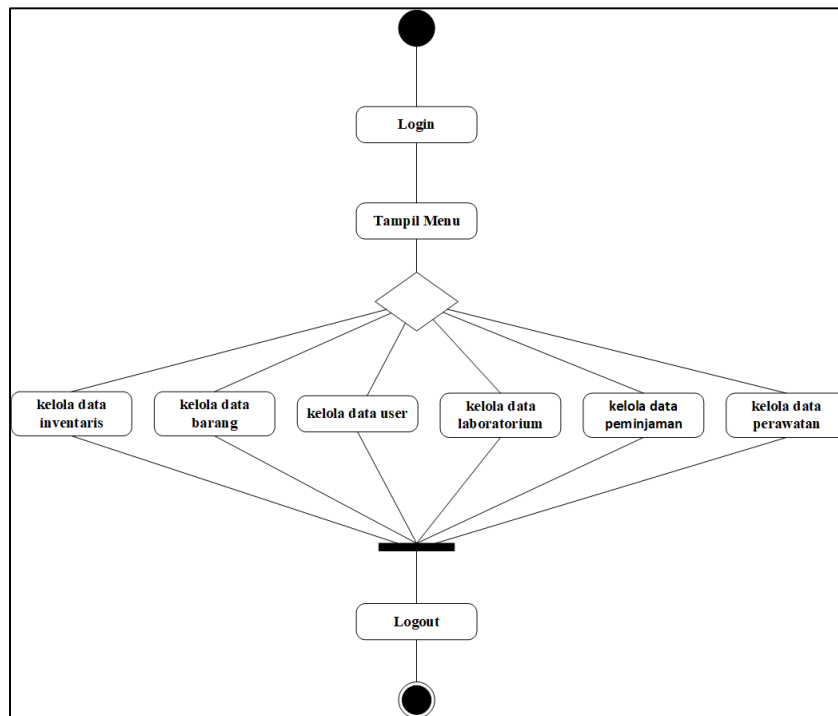 Login
Tampil Menu
kelola data
inventaris
kelola data
barang
kelola data user
kelola data
laboratorium
kelola data
peminjaman
kelola data
perawatan
Logout